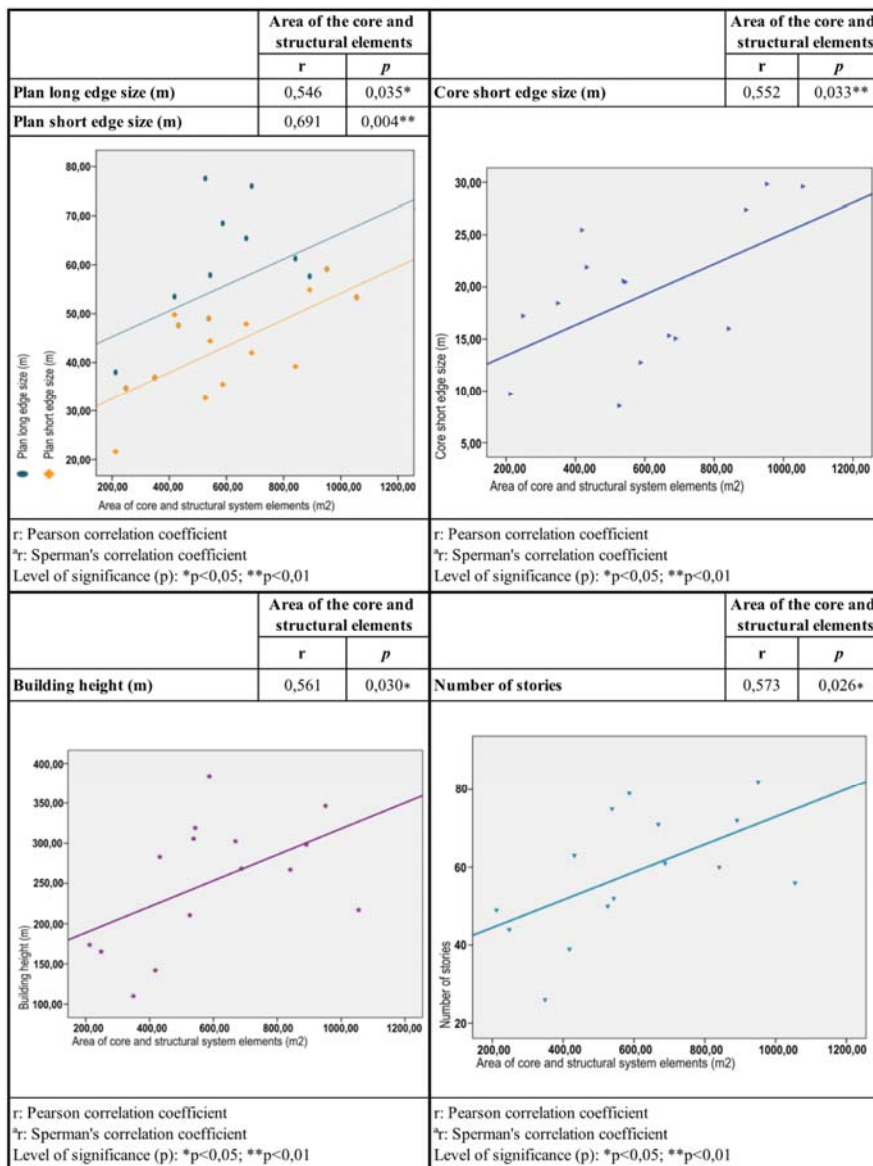 Area of the core and
structural elements
r p
Plan long edge size (m) 0,546 0,035*
Plan short edge size (m) 0,691 0,004**
80,00
70,00
60,00
50,00
40,00
30,00
20,00
Plan long edge size (m)
Plan short edge size (m)
200,00 400,00 600,00 800,00 1000,00 1200,00
Area of core and structural system elements (m2)
r: Pearson correlation coefficient
ᵃr: Sperman's correlation coefficient
Level of significance (p): *p<0,05; **p<0,01
Area of the core and
structural elements
r p
Core short edge size (m) 0,552 0,033**
30,00
25,00
20,00
15,00
10,00
5,00
Core short edge size (m)
200,00 400,00 600,00 800,00 1000,00 1200,00
Area of core and structural system elements (m2)
r: Pearson correlation coefficient
ᵃr: Sperman's correlation coefficient
Level of significance (p): *p<0,05; **p<0,01
Area of the core and
structural elements
r p
Building height (m) 0,561 0,030*
400,00
350,00
300,00
250,00
200,00
150,00
100,00
Building height (m)
200,00 400,00 600,00 800,00 1000,00 1200,00
Area of core and structural system elements (m2)
r: Pearson correlation coefficient
ᵃr: Sperman's correlation coefficient
Level of significance (p): *p<0,05; **p<0,01
Area of the core and
structural elements
r p
Number of stories 0,573 0,026*
80
60
40
20
Number of stories
200,00 400,00 600,00 800,00 1000,00 1200,00
Area of core and structural system elements (m2)
r: Pearson correlation coefficient
ᵃr: Sperman's correlation coefficient
Level of significance (p): *p<0,05; **p<0,01